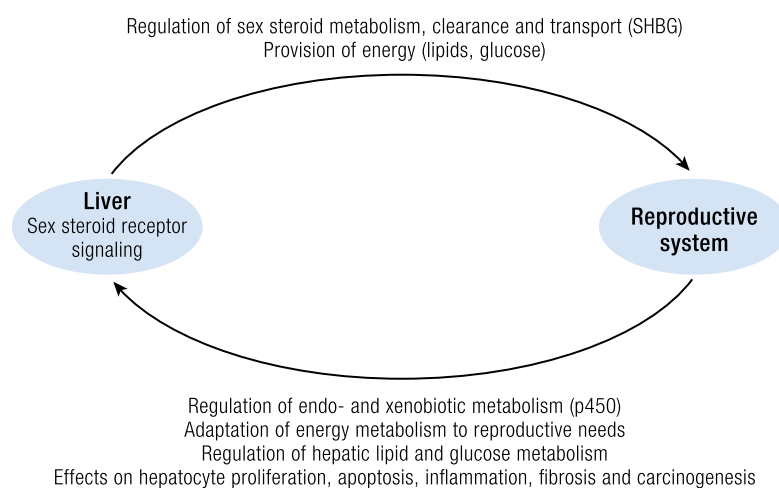 Regulation of sex steroid metabolism, clearance and transport (SHBG)
Provision of energy (lipids, glucose)
Liver
Sex steroid receptor
signaling
Reproductive
system
Regulation of endo- and xenobiotic metabolism (p450)
Adaptation of energy metabolism to reproductive needs
Regulation of hepatic lipid and glucose metabolism
Effects on hepatocyte proliferation, apoptosis, inflammation, fibrosis and carcinogenesis